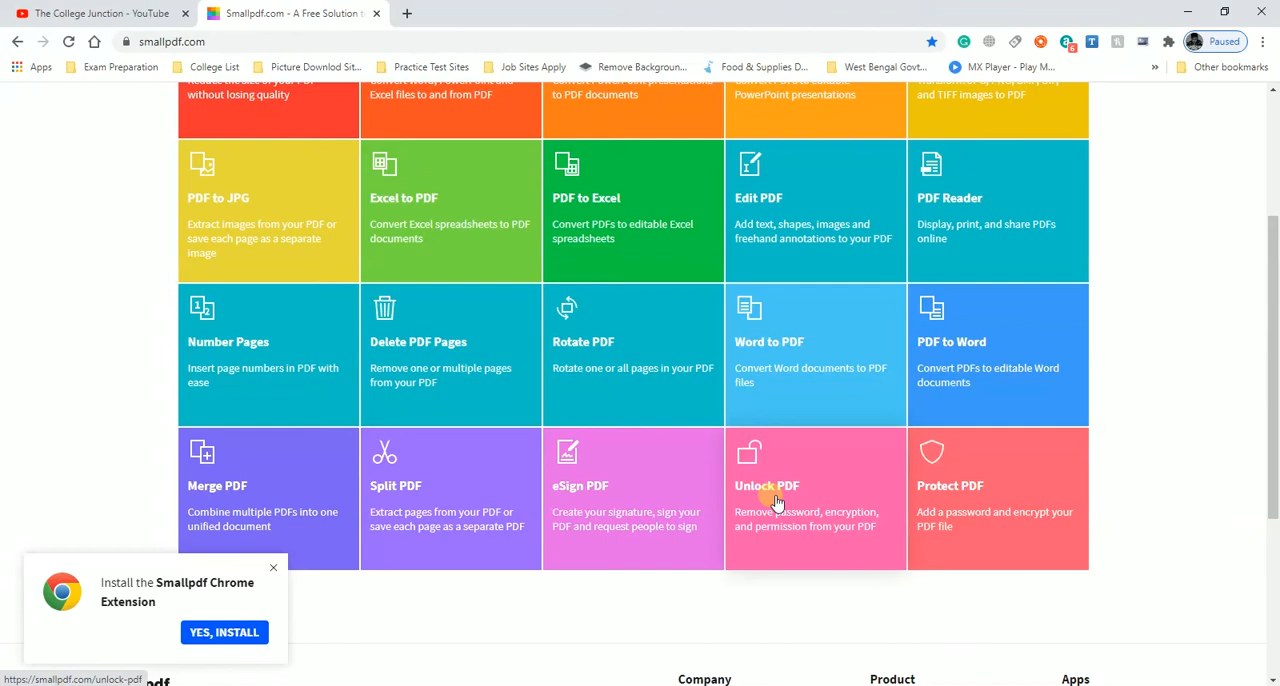 The College Junction - YouTube
Smallpdf.com - A Free Solution t
smallpdf.com
6
T
Paused
Apps
Exam Preparation
College List
Picture Downlod Sit...
Practice Test Sites
Job Sites Apply
Remove Backgroun...
Food & Supplies D...
West Bengal Govt...
MX Player - Play M...
»
Other bookmarks
without losing quality
Excel files to and from PDF
to PDF documents
PowerPoint presentations
and TIFF images to PDF
PDF to JPG
Extract images from your PDF or
save each page as a separate
image
Excel to PDF
Convert Excel spreadsheets to PDF
documents
PDF to Excel
Convert PDFs to editable Excel
spreadsheets
Edit PDF
Add text, shapes, images and
freehand annotations to your PDF
PDF Reader
Display, print, and share PDFs
online
1
2
Number Pages
Insert page numbers in PDF with
ease
Delete PDF Pages
Remove one or multiple pages
from your PDF
Rotate PDF
Rotate one or all pages in your PDF
Word to PDF
Convert Word documents to PDF
files
PDF to Word
Convert PDFs to editable Word
documents
Merge PDF
Combine multiple PDFs into one
unified document
Split PDF
Extract pages from your PDF or
save each page as a separate PDF
eSign PDF
Create your signature, sign your
PDF and request people to sign
Unlock PDF
Remove password, encryption,
and permission from your PDF
Protect PDF
Add a password and encrypt your
PDF file
Install the Smallpdf Chrome
Extension
YES, INSTALL
https://smallpdf.com/unlock-pdf
Company
Product
Apps